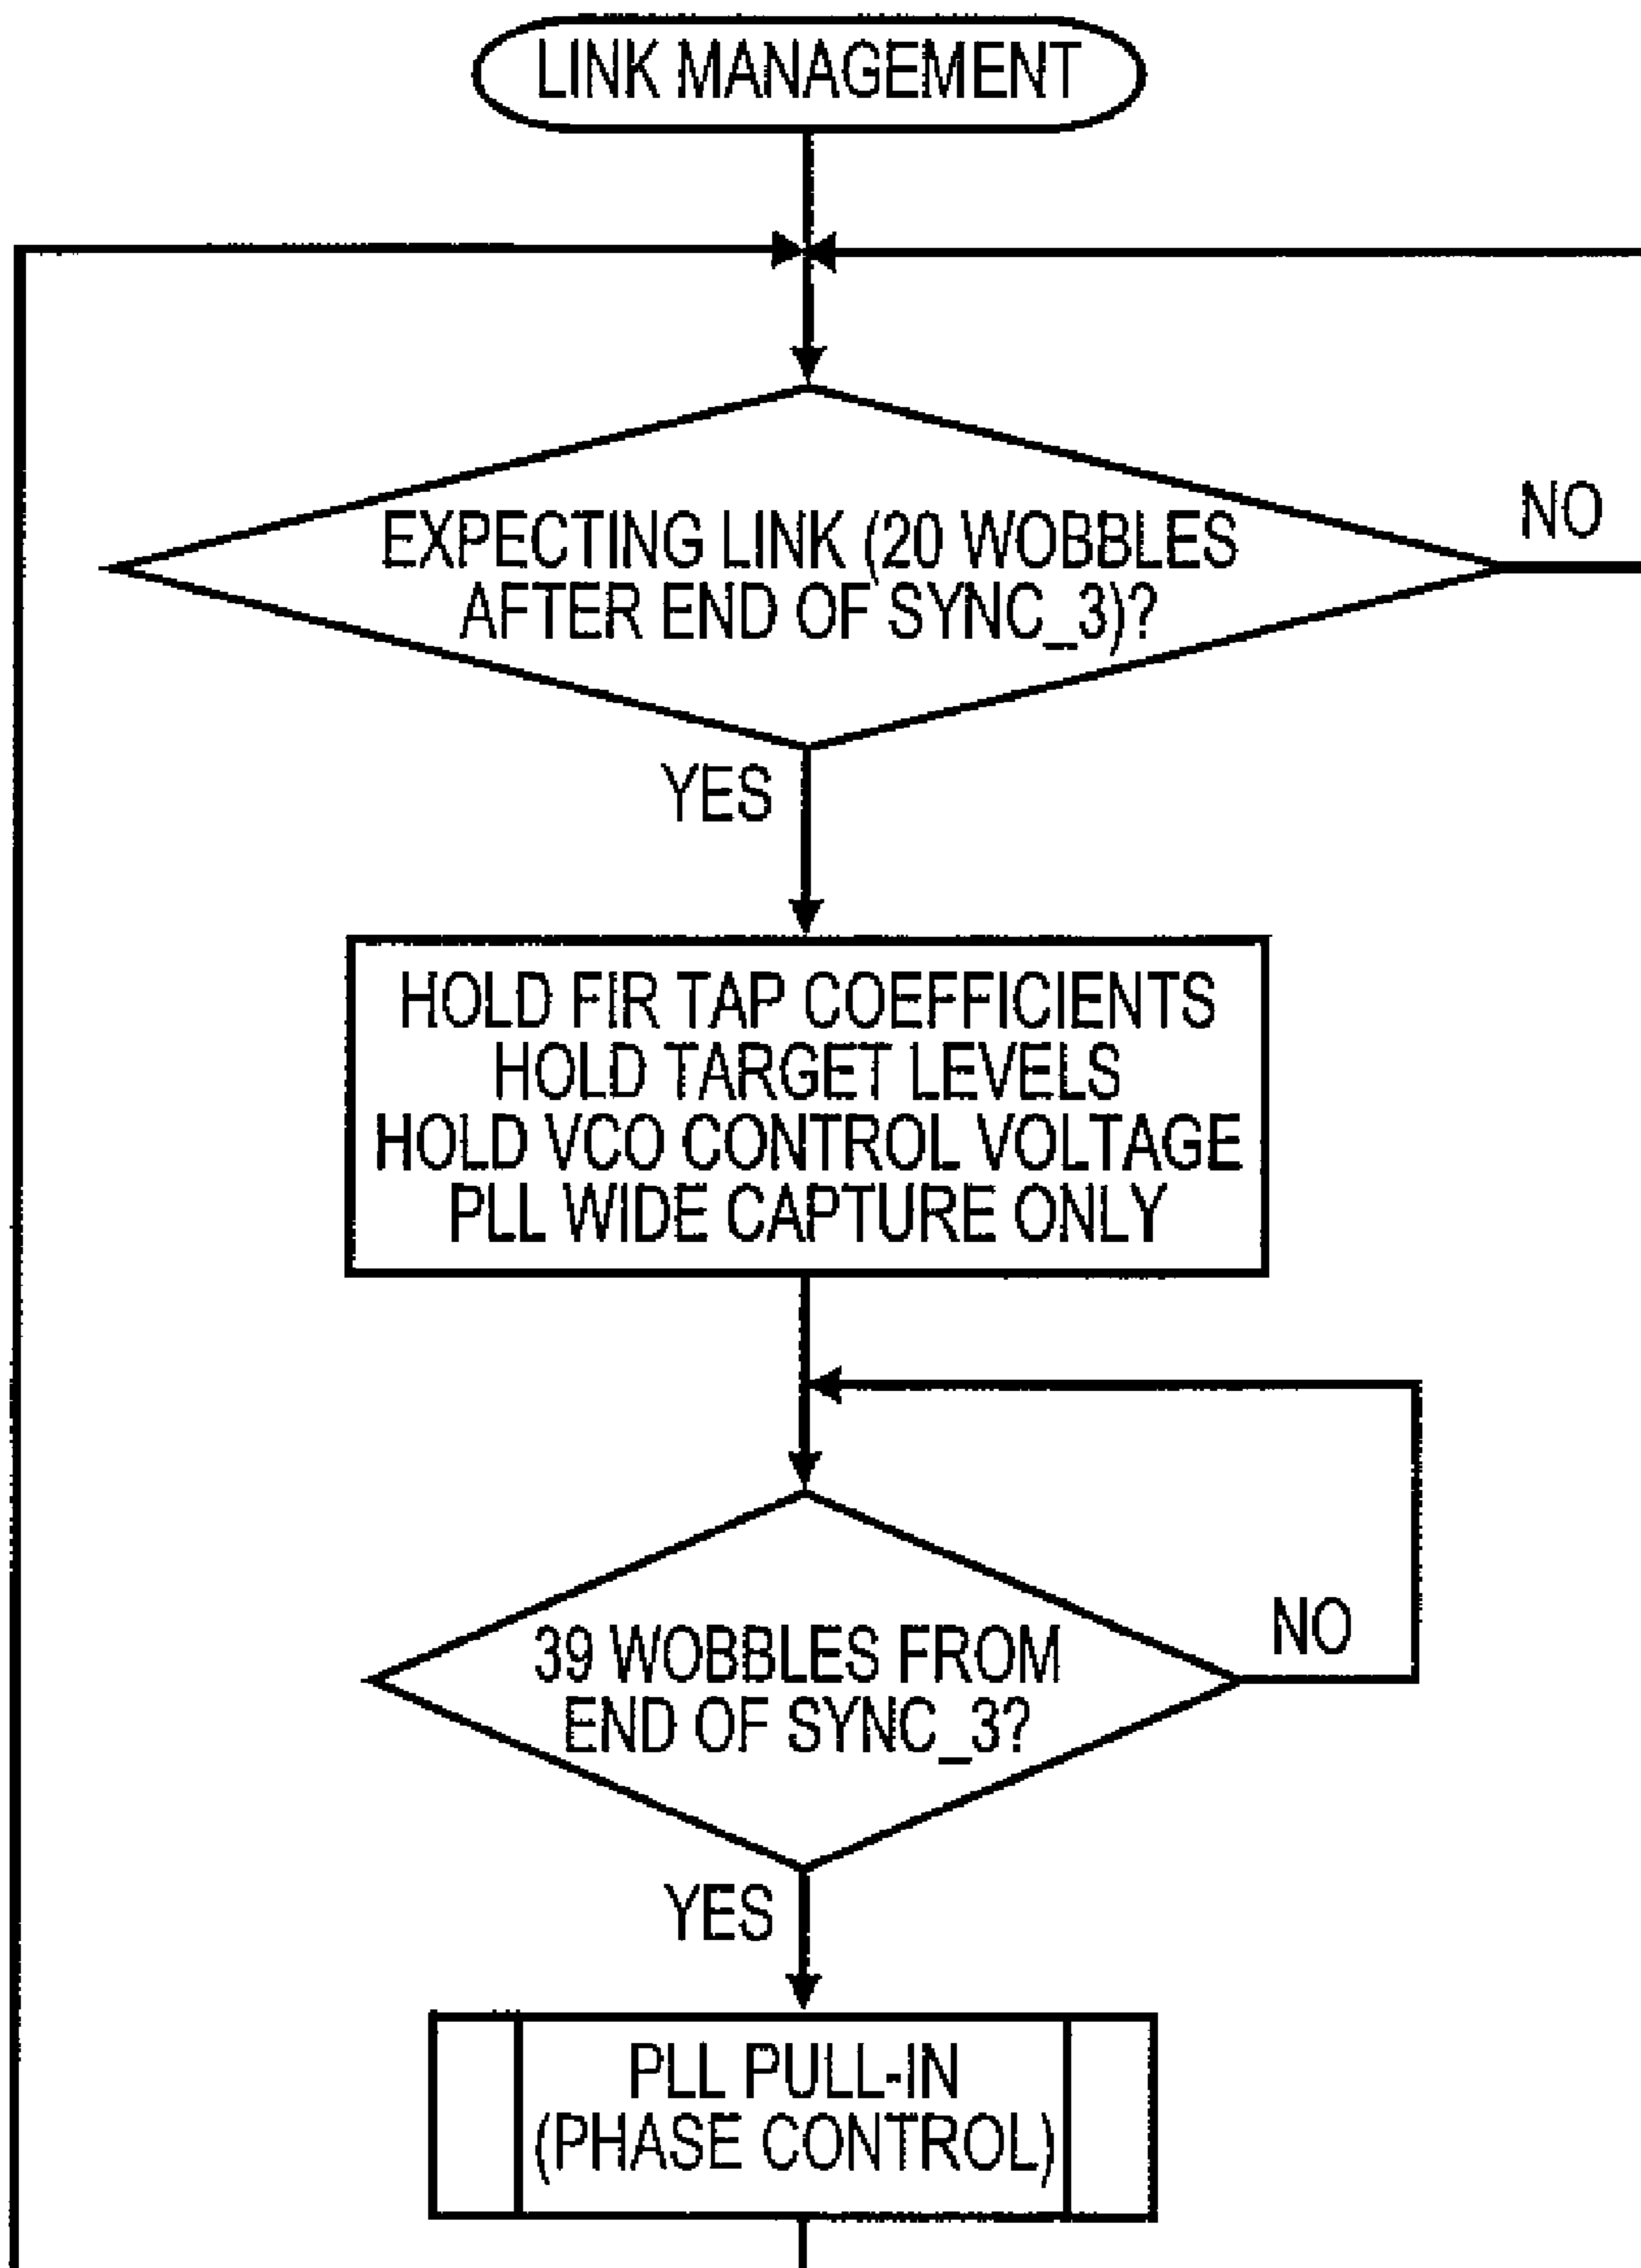 LINK MANAGEMENT
EXPECTING LINK (20 WOBBLES
AFTER END OF SYNC_3)?
NO
YES
HOLD FIR TAP COEFFICIENTS
HOLD TARGET LEVELS
HOLD VCO CONTROL VOLTAGE
PLL WIDE CAPTURE ONLY
39 WOBBLES FROM
END OF SYNC_3?
NO
YES
PLL PULL-IN
(PHASE CONTROL)